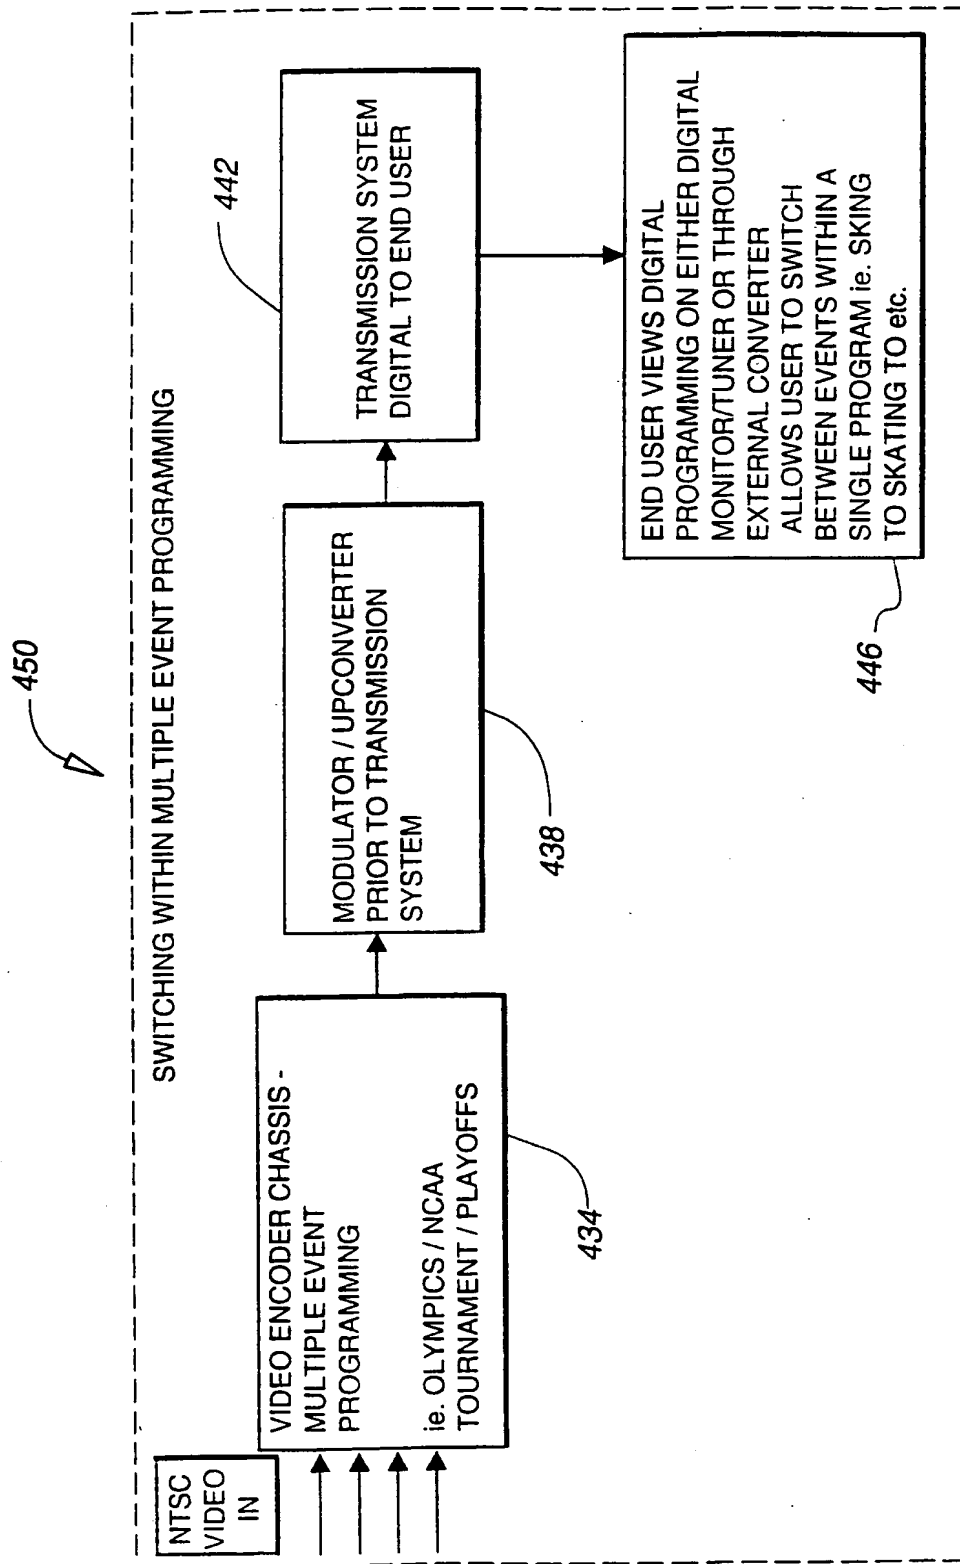 450
SWITCHING WITHIN MULTIPLE EVENT PROGRAMMING
NTSC
VIDEO
IN
VIDEO ENCODER CHASSIS -
MULTIPLE EVENT
PROGRAMMING
ie. OLYMPICS / NCAA
TOURNAMENT / PLAYOFFS
434
MODULATOR / UPCONVERTER
PRIOR TO TRANSMISSION
SYSTEM
438
442
TRANSMISSION SYSTEM
DIGITAL TO END USER
END USER VIEWS DIGITAL
PROGRAMMING ON EITHER DIGITAL
MONITOR/TUNER OR THROUGH
EXTERNAL CONVERTER
ALLOWS USER TO SWITCH
BETWEEN EVENTS WITHIN A
SINGLE PROGRAM ie. SKING
TO SKATING TO etc.
446